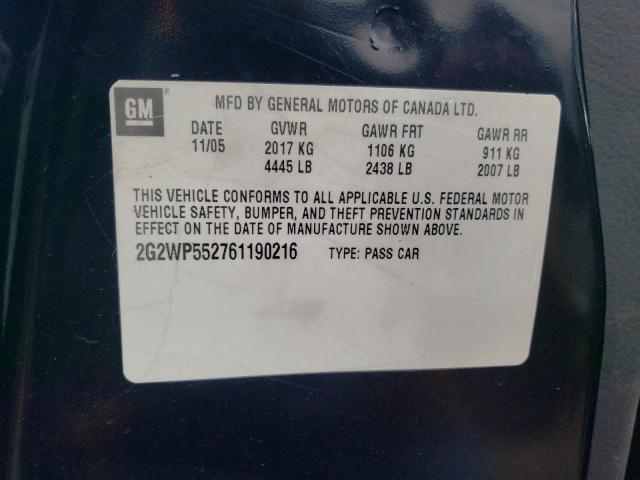 GM® MFD BY GENERAL MOTORS OF CANADA LTD.
DATE GVWR GAWR FRT GAWR RR
11/05 2017 KG 1106 KG 911 KG
4445 LB 2438 LB 2007 LB
THIS VEHICLE CONFORMS TO ALL APPLICABLE U.S. FEDERAL MOTOR
VEHICLE SAFETY, BUMPER, AND THEFT PREVENTION STANDARDS IN
EFFECT ON THE DATE OF MANUFACTURE SHOWN ABOVE.
2G2WP552761190216 TYPE: PASS CAR